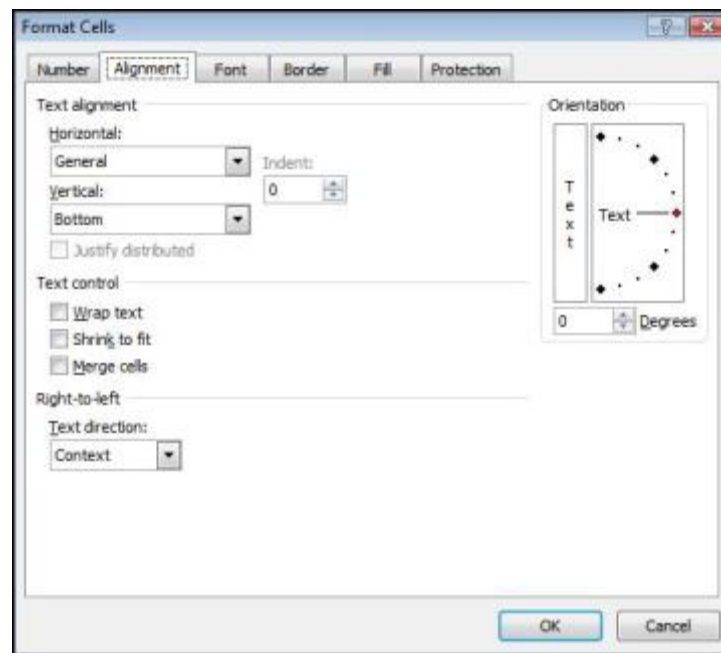 Format Cells
Number Alignment Font Border Fill Protection
Text alignment
Horizontal:
General
Indent:
0
Vertical:
Bottom
Justify distributed
Text control
Wrap text
Shrink to fit
Merge cells
Right-to-left
Text direction:
Context
Orientation
Text
Text
0 Degrees
OK Cancel